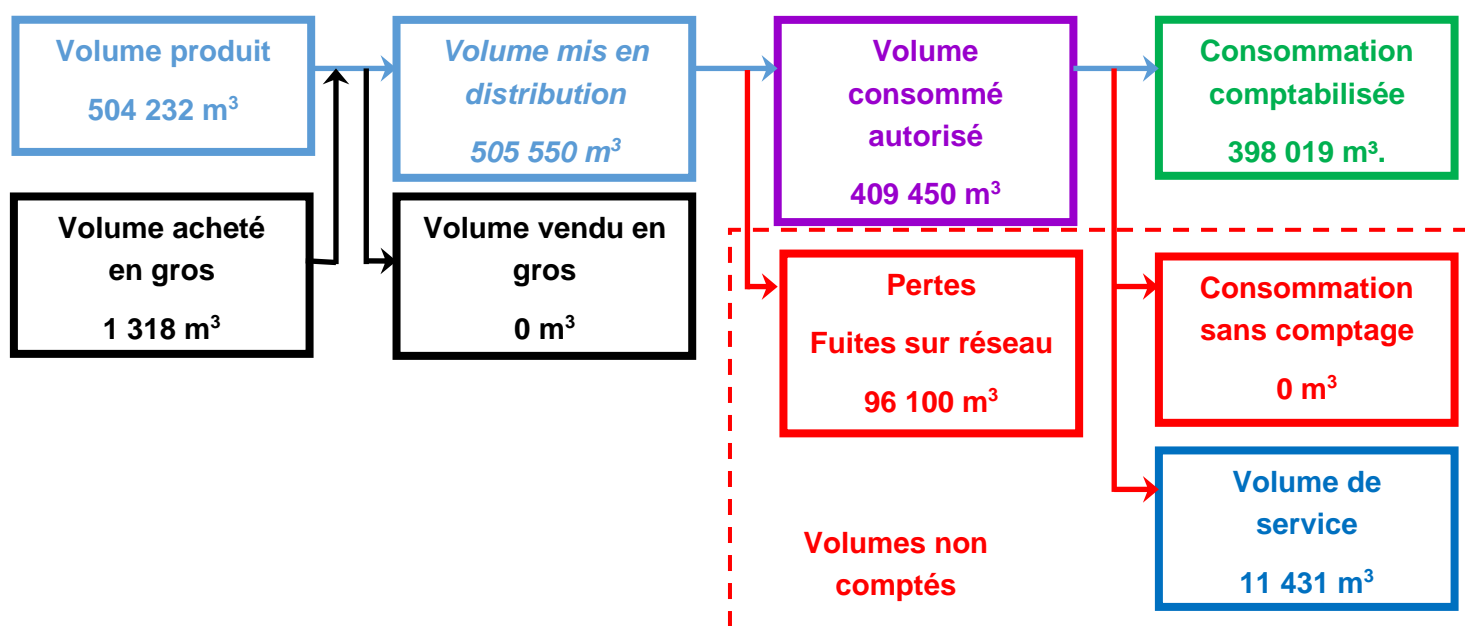 Volume produit
504 232 m³
Volume mis en
distribution
505 550 m³
Volume
consommé
autorisé
409 450 m³
Consommation
comptabilisée
398 019 m³.
Volume acheté
en gros
1 318 m³
Volume vendu en
gros
0 m³
Pertes
Fuites sur réseau
96 100 m³
Consommation
sans comptage
0 m³
Volumes non
comptés
Volume de
service
11 431 m³